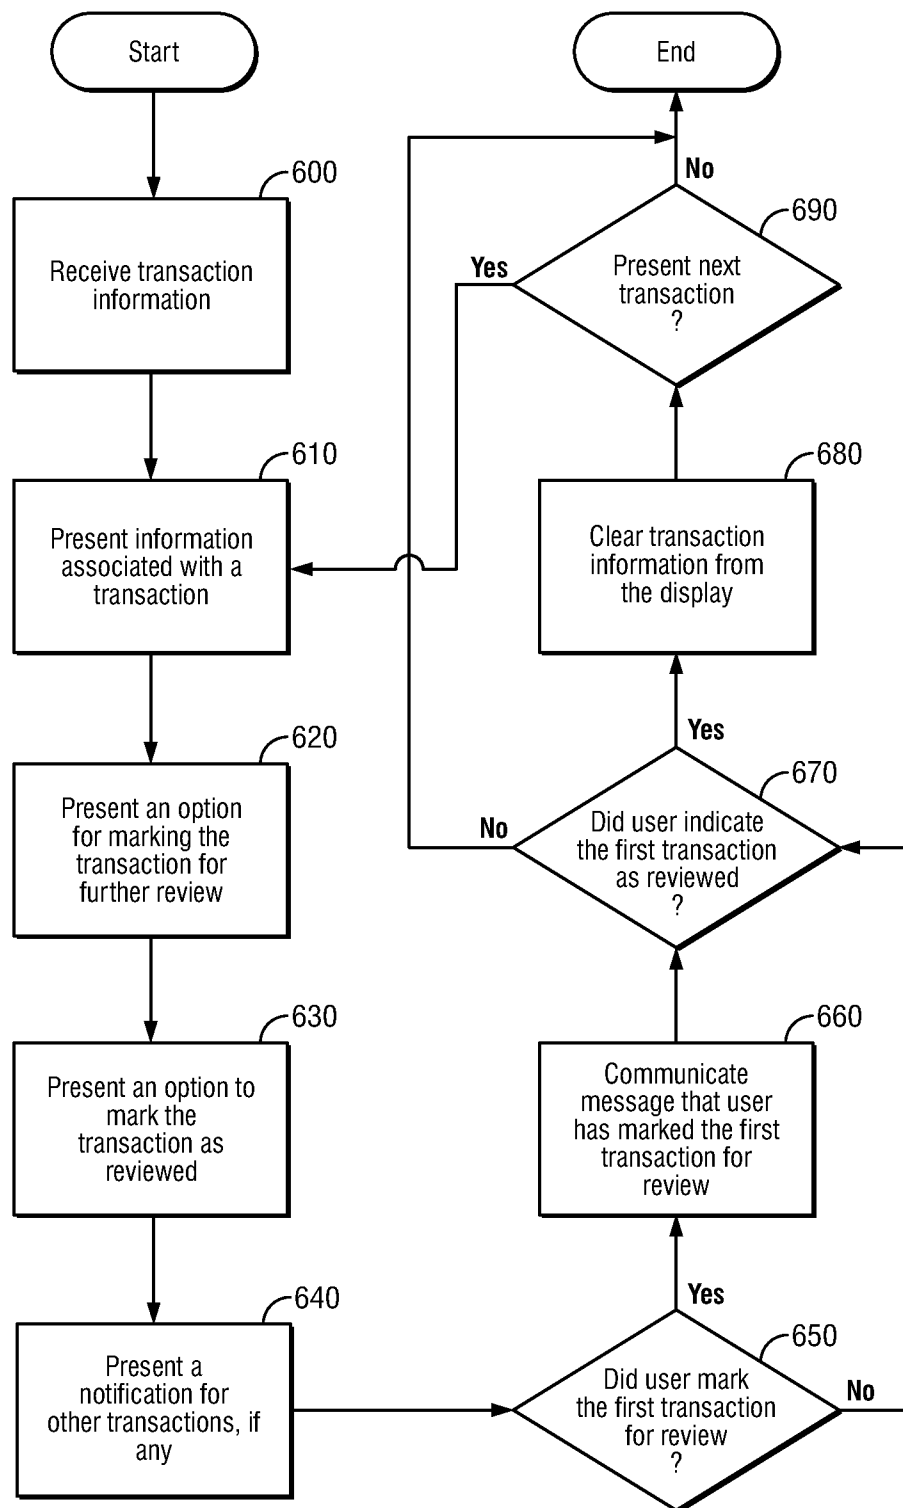 Start
600
Receive transaction
information
610
Present information
associated with a
transaction
620
Present an option
for marking the
transaction for
further review
630
Present an option to
mark the
transaction as
reviewed
640
Present a
notification for
other transactions, if
any
650
Did user mark
the first transaction
for review
?
No
Yes
660
Communicate
message that user
has marked the first
transaction for
review
670
Did user indicate
the first transaction
as reviewed
?
No
Yes
680
Clear transaction
information from
the display
690
Present next
transaction
?
Yes
No
End